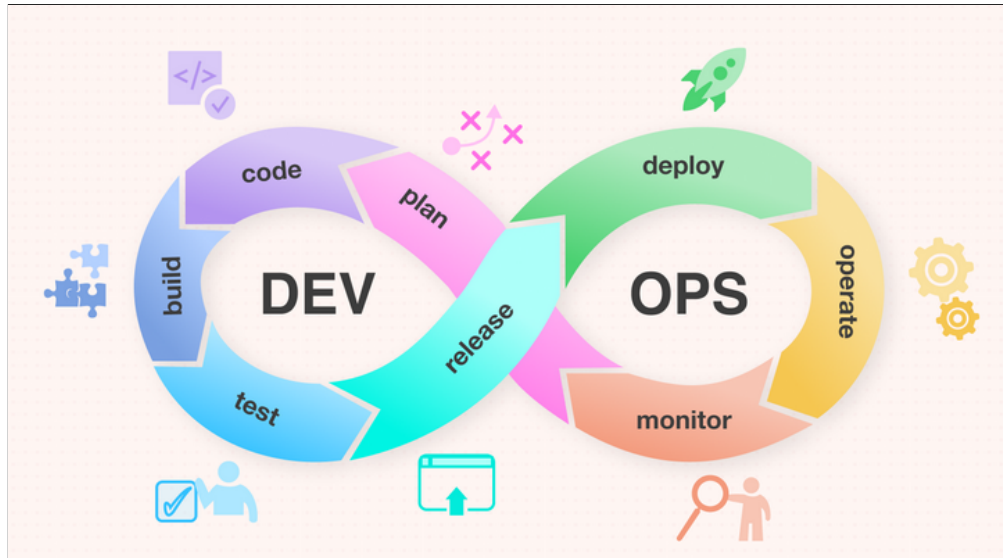 </>
code
plan
deploy
build
DEV
OPS
operate
release
test
monitor